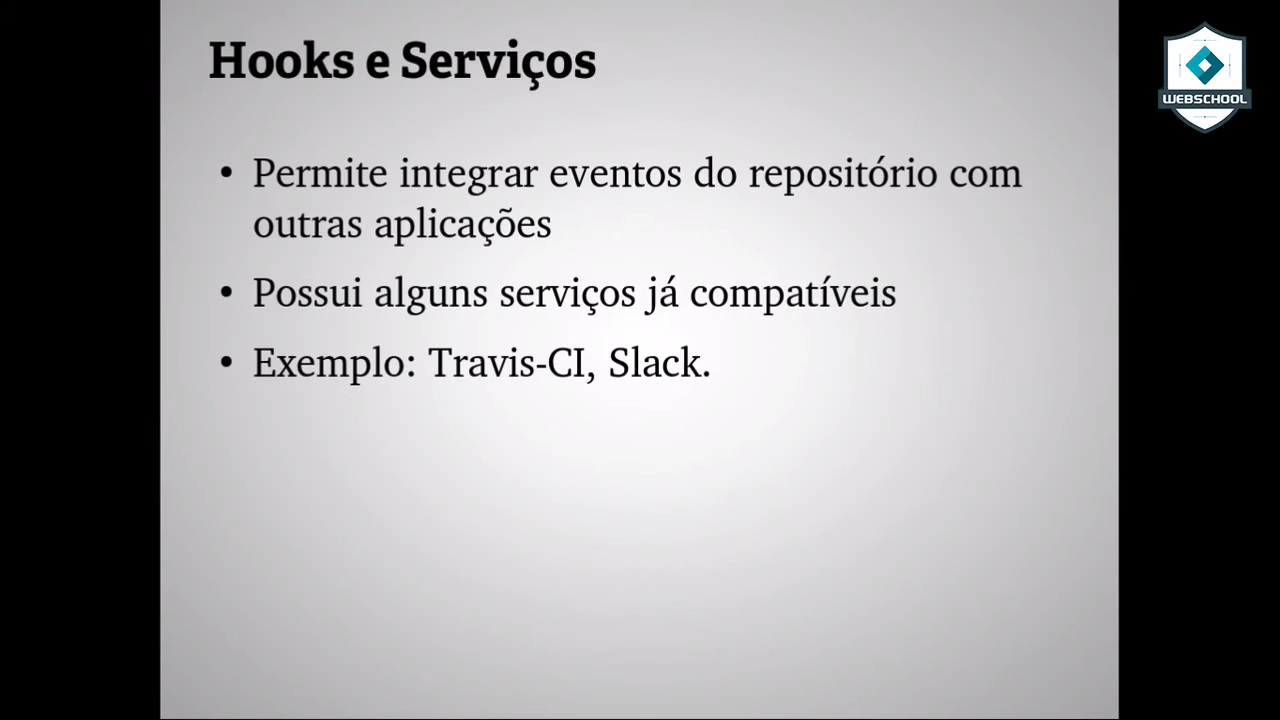 Hooks e Serviços
WEBSCHOOL
• Permite integrar eventos do repositório com
outras aplicações
• Possui alguns serviços já compatíveis
• Exemplo: Travis-CI, Slack.